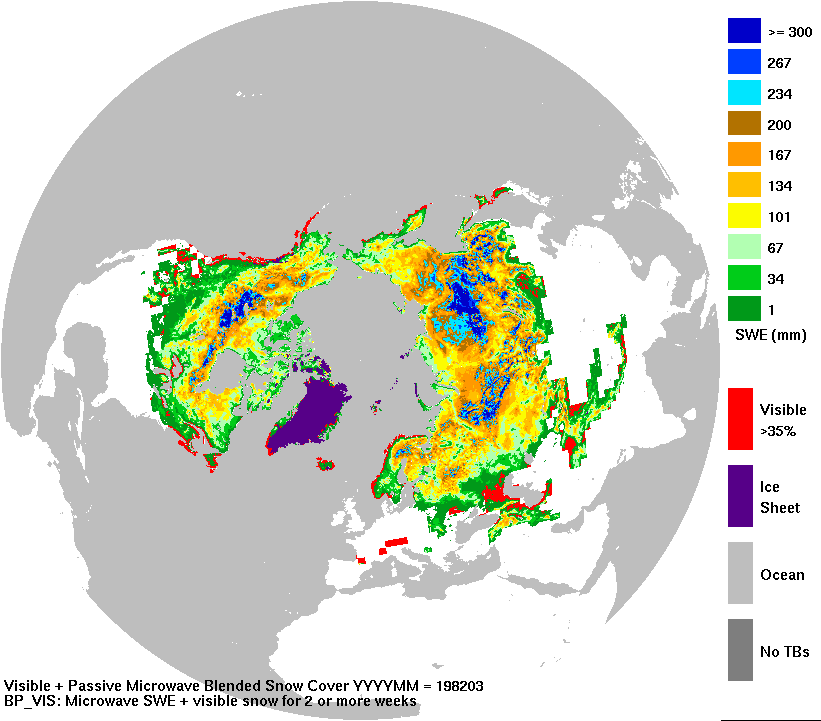 >= 300
267
234
200
167
134
101
67
34
1
SWE (mm)
Visible
>35%
Ice
Sheet
Ocean
No TBs
Visible + Passive Microwave Blended Snow Cover YYYYMM = 198203
BP_VIS: Microwave SWE + visible snow for 2 or more weeks